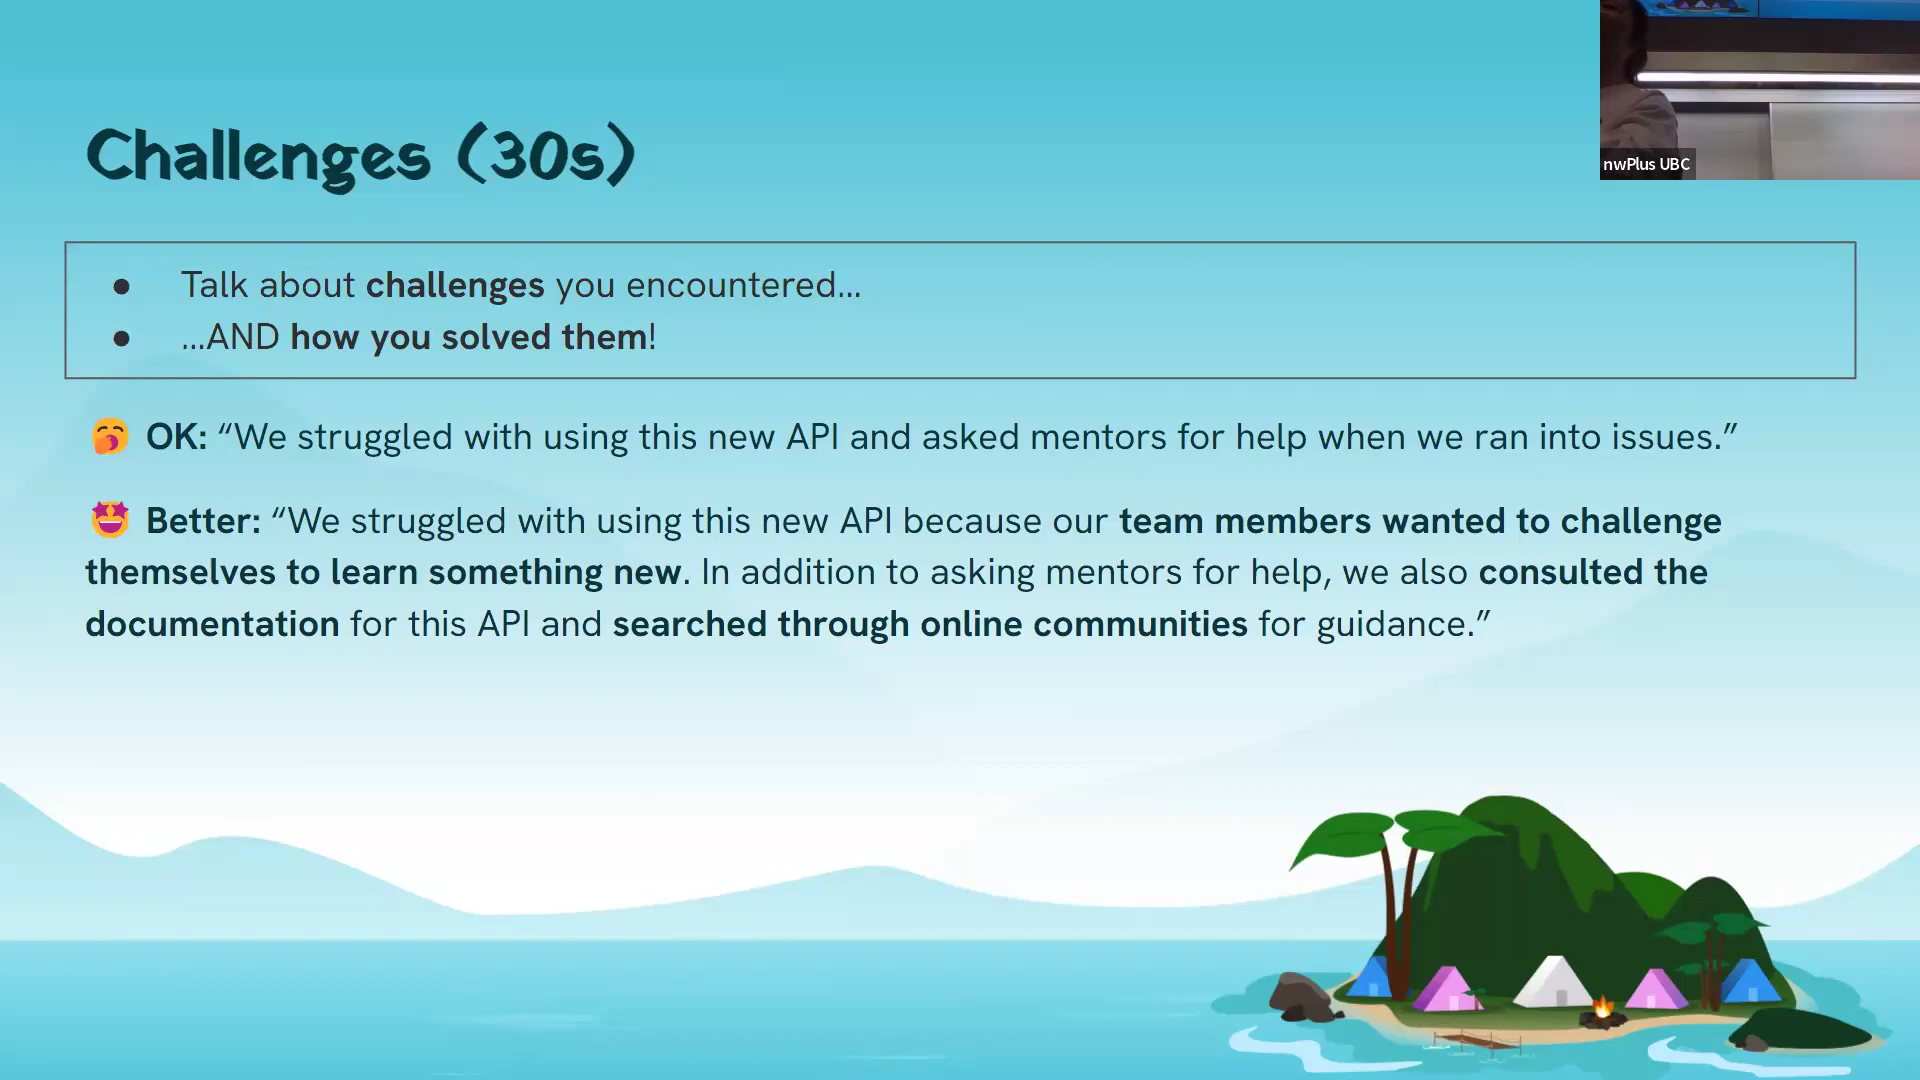 Challenges (30s)
nwPlus UBC
● Talk about challenges you encountered...
● ...AND how you solved them!
🥱 OK: “We struggled with using this new API and asked mentors for help when we ran into issues.”
🤩 Better: “We struggled with using this new API because our team members wanted to challenge
themselves to learn something new. In addition to asking mentors for help, we also consulted the
documentation for this API and searched through online communities for guidance.”